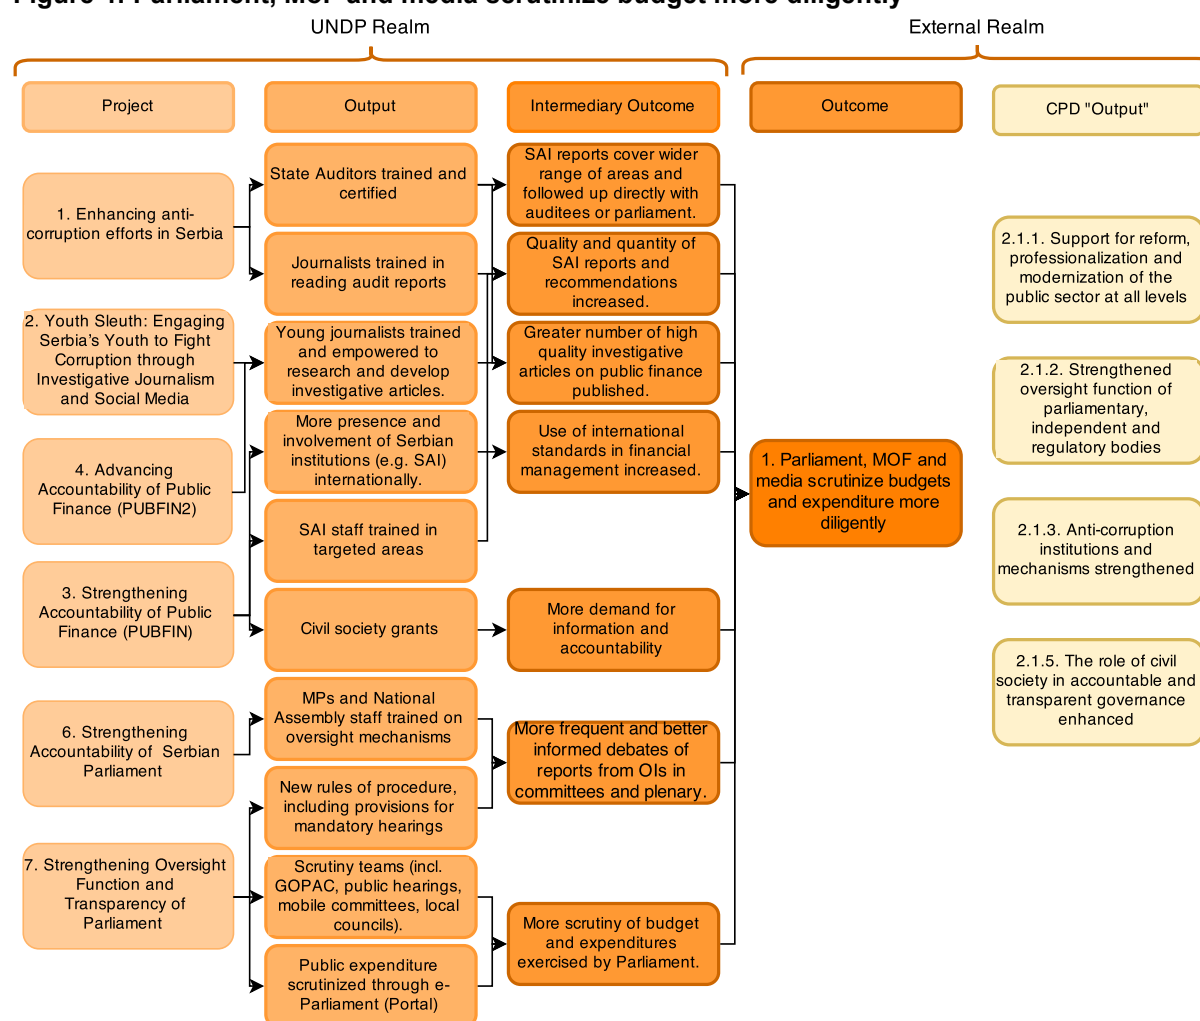 Figure 1. Parliament, MoF and media scrutinize budget more diligently
UNDP Realm
External Realm
Project
Output
Intermediary Outcome
Outcome
CPD "Output"
1. Enhancing anti-
corruption efforts in Serbia
2. Youth Sleuth: Engaging
Serbia's Youth to Fight
Corruption through
Investigative Journalism
and Social Media
4. Advancing
Accountability of Public
Finance (PUBFIN2)
3. Strengthening
Accountability of Public
Finance (PUBFIN)
6. Strengthening
Accountability of  Serbian
Parliament
7. Strengthening Oversight
Function and
Transparency of
Parliament
State Auditors trained and
certified
Journalists trained in
reading audit reports
Young journalists trained
and empowered to
research and develop
investigative articles.
More presence and
involvement of Serbian
institutions (e.g. SAI)
internationally.
SAI staff trained in
targeted areas
Civil society grants
MPs and National
Assembly staff trained on
oversight mechanisms
New rules of procedure,
including provisions for
mandatory hearings
Scrutiny teams (incl.
GOPAC, public hearings,
mobile committees, local
councils).
Public expenditure
scrutinized through e-
Parliament (Portal)
SAI reports cover wider
range of areas and
followed up directly with
auditees or parliament.
Quality and quantity of
SAI reports and
recommendations
increased.
Greater number of high
quality investigative
articles on public finance
published.
Use of international
standards in financial
management increased.
More demand for
information and
accountability
More frequent and better
informed debates of
reports from OIs in
committees and plenary.
More scrutiny of budget
and expenditures
exercised by Parliament.
1. Parliament, MOF and
media scrutinize budgets
and expenditure more
diligently
2.1.1. Support for reform,
professionalization and
modernization of the
public sector at all levels
2.1.2. Strengthened
oversight function of
parliamentary,
independent and
regulatory bodies
2.1.3. Anti-corruption
institutions and
mechanisms strengthened
2.1.5. The role of civil
society in accountable and
transparent governance
enhanced